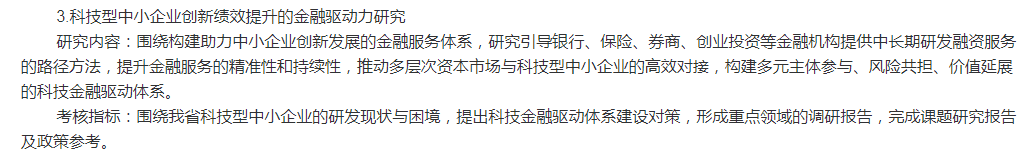 3.科技型中小企业创新绩效提升的金融驱动力研究
研究内容：围绕构建助力中小企业创新发展的金融服务体系，研究引导银行、保险、券商、创业投资等金融机构提供中长期研发融资服务
的路径方法，提升金融服务的精准性和持续性，推动多层次资本市场与科技型中小企业的高效对接，构建多元主体参与、风险共担、价值延展
的科技金融驱动体系。
考核指标：围绕我省科技型中小企业的研发现状与困境，提出科技金融驱动体系建设对策，形成重点领域的调研报告，完成课题研究报告
及政策参考。